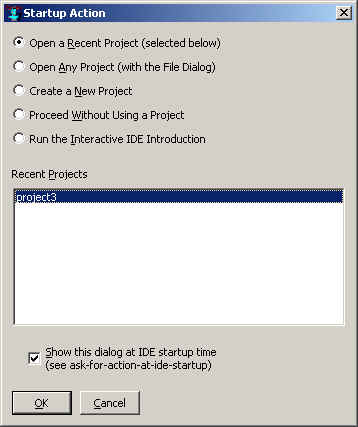 Startup Action
Open a Recent Project (selected below)
Open Any Project (with the File Dialog)
Create a New Project
Proceed Without Using a Project
Run the Interactive IDE Introduction
Recent Projects
project3
Show this dialog at IDE startup time
(see ask-for-action-at-ide-startup)
OK
Cancel